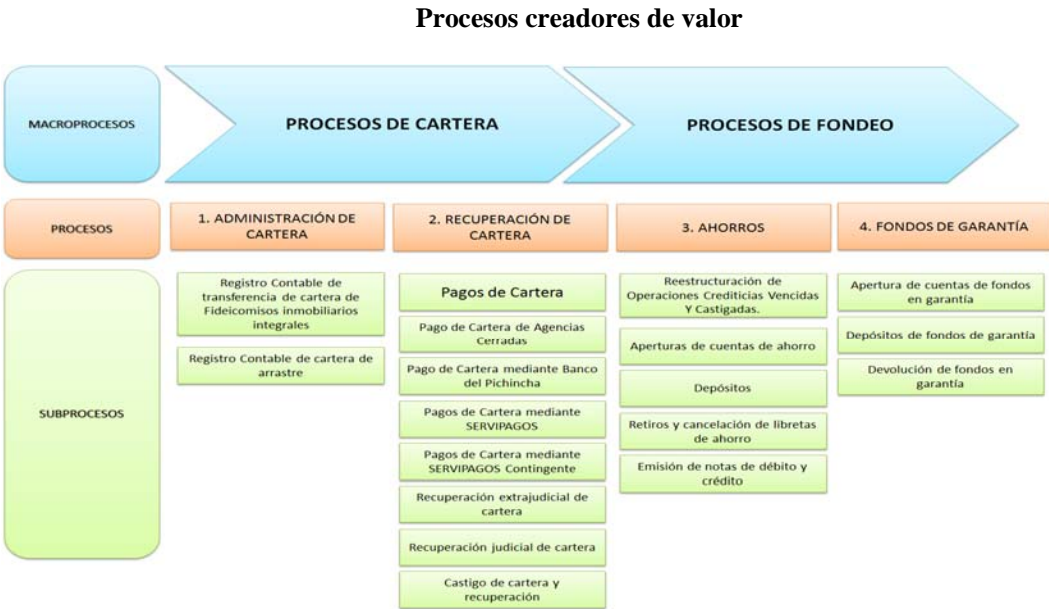 Procesos creadores de valor
MACROPROCESOS
PROCESOS DE CARTERA
PROCESOS DE FONDEO
PROCESOS
1. ADMINISTRACIÓN DE
CARTERA
2. RECUPERACIÓN DE
CARTERA
3. AHORROS
4. FONDOS DE GARANTÍA
SUBPROCESOS
Registro Contable de
transferencia de cartera de
Fideicomisos inmobiliarios
integrales
Registro Contable de cartera de
arrastre
Pagos de Cartera
Pago de Cartera de Agencias
Cerradas
Pago de Cartera mediante Banco
del Pichincha
Pagos de Cartera mediante
SERVIPAGOS
Pagos de Cartera mediante
SERVIPAGOS Contingente
Recuperación extrajudicial de
cartera
Recuperación judicial de cartera
Castigo de cartera y
recuperación
Reestructuración de
Operaciones Crediticias Vencidas
Y Castigadas.
Aperturas de cuentas de ahorro
Depósitos
Retiros y cancelación de libretas
de ahorro
Emisión de notas de débito y
crédito
Apertura de cuentas de fondos
en garantía
Depósitos de fondos de garantía
Devolución de fondos en
garantía